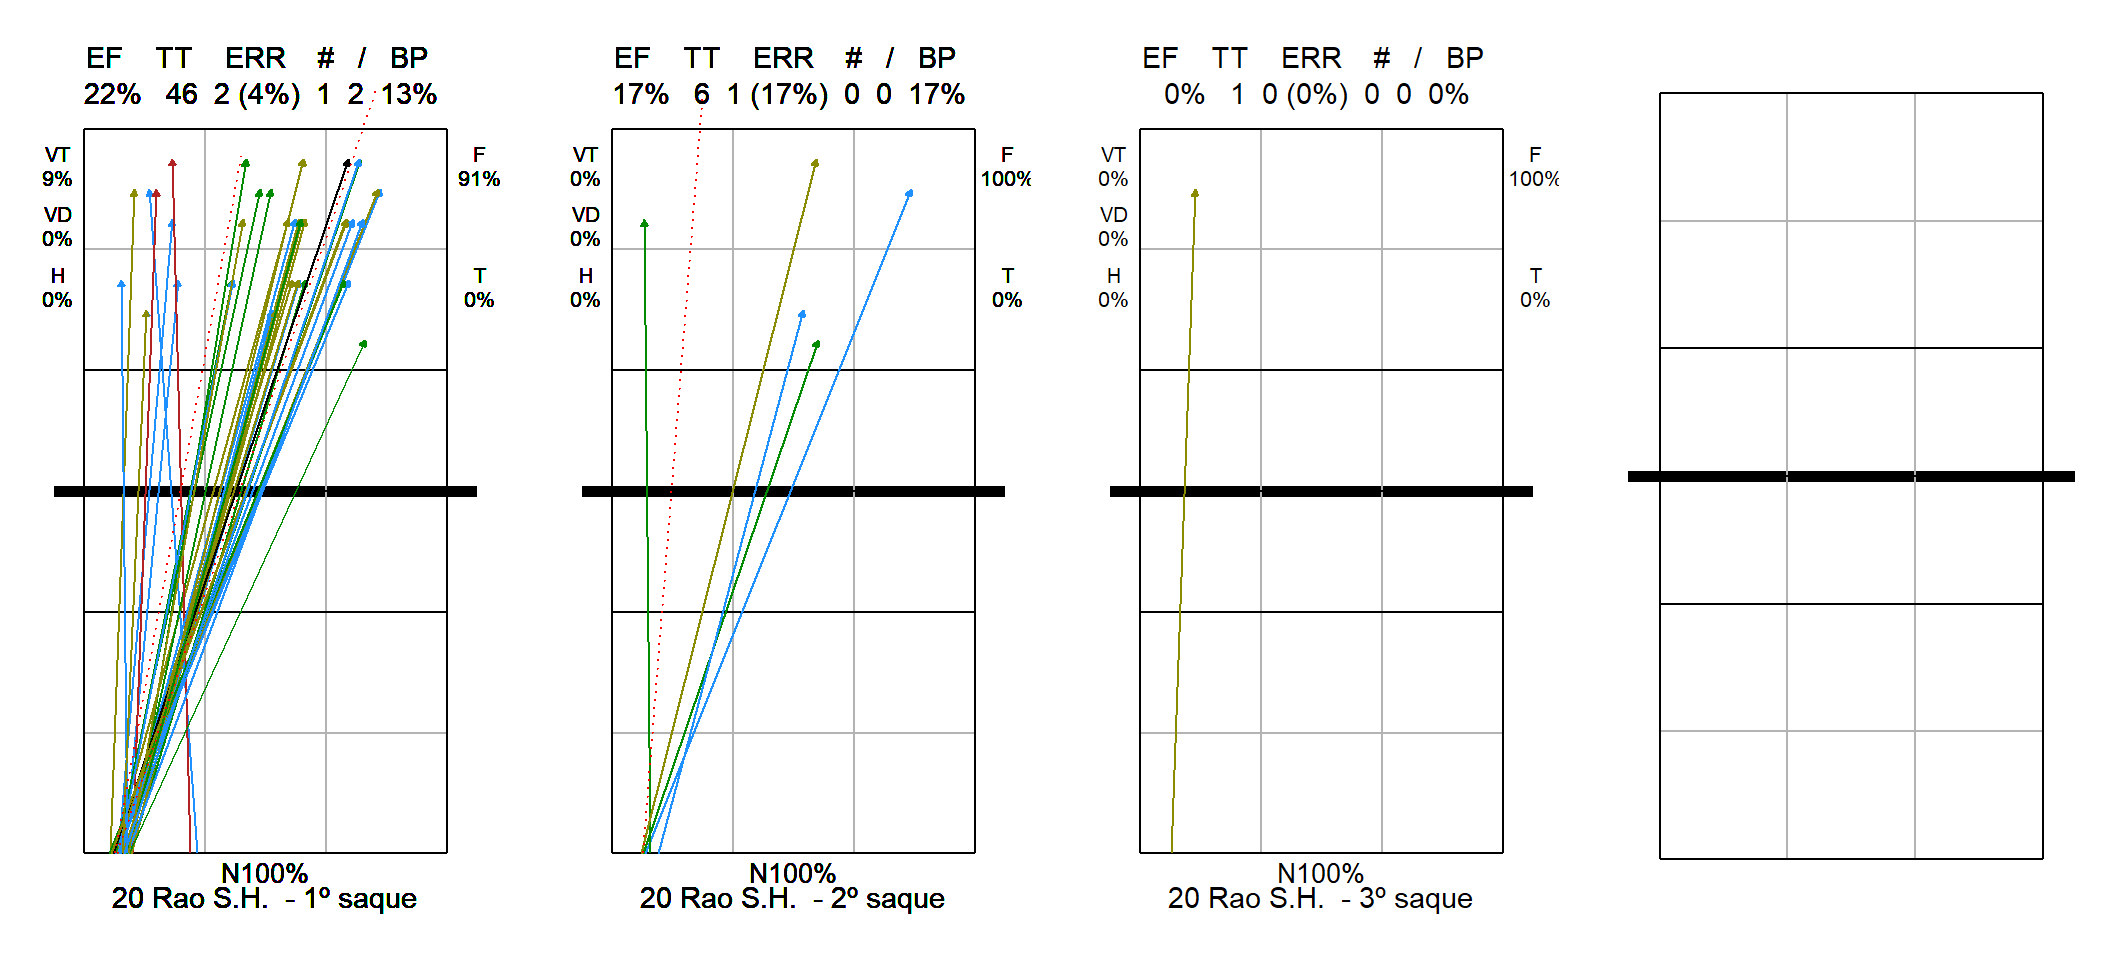 EF TT ERR # / BP
22% 46 2 (4%) 1 2 13%
VT
9%
VD
0%
H
0%
F
91%
T
0%
N100%
20 Rao S.H. - 1º saque
EF TT ERR # / BP
17% 6 1 (17%) 0 0 17%
VT
0%
VD
0%
H
0%
F
100%
T
0%
N100%
20 Rao S.H. - 2º saque
EF TT ERR # / BP
0% 1 0 (0%) 0 0 0%
VT
0%
VD
0%
H
0%
F
100%
T
0%
N100%
20 Rao S.H. - 3º saque